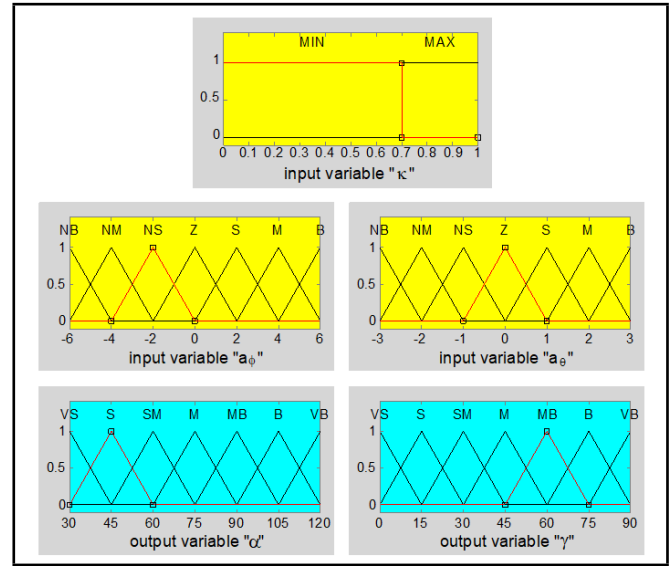 MIN MAX
1
0.5
0
0 0.1 0.2 0.3 0.4 0.5 0.6 0.7 0.8 0.9 1
input variable "κ"
NB NM NS Z S M B
1
0.5
0
-6 -4 -2 0 2 4 6
input variable "aϕ"
NB NM NS Z S M B
1
0.5
0
-3 -2 -1 0 1 2 3
input variable "aθ"
VS S SM M MB B VB
1
0.5
0
30 45 60 75 90 105 120
output variable "α"
VS S SM M MB B VB
1
0.5
0
0 15 30 45 60 75 90
output variable "γ"